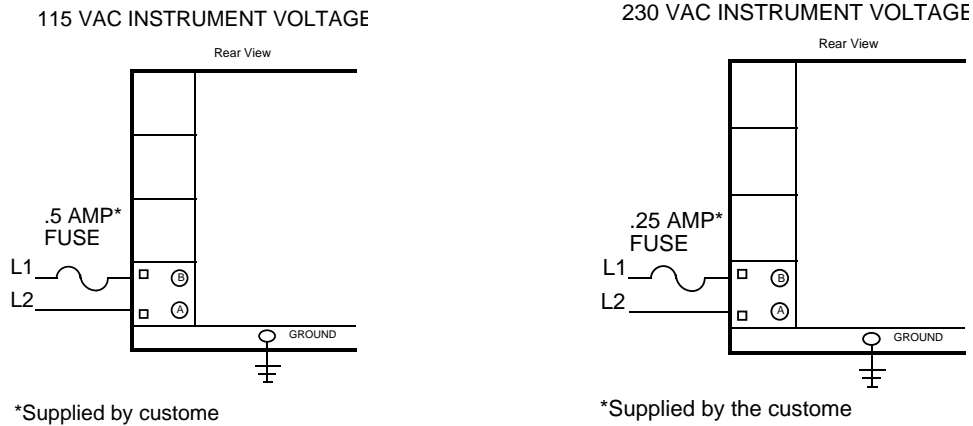 115 VAC INSTRUMENT VOLTAGE
Rear View
.5 AMP*
FUSE
L1
L2
B
A
GROUND
*Supplied by custome
230 VAC INSTRUMENT VOLTAGE
Rear View
.25 AMP*
FUSE
L1
L2
B
A
GROUND
*Supplied by the custome